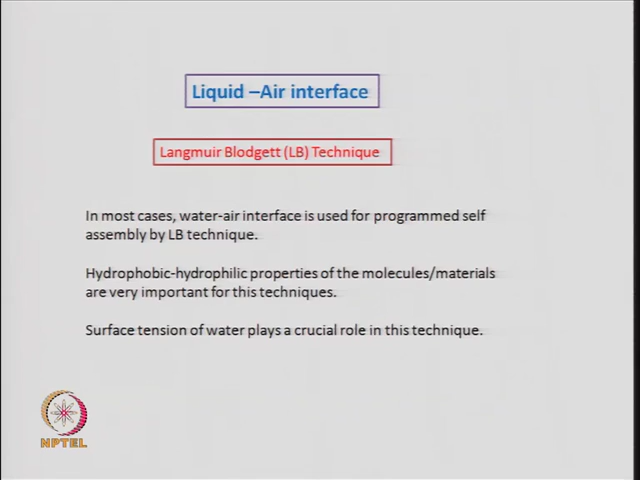 Liquid –Air interface
Langmuir Blodgett (LB) Technique
In most cases, water-air interface is used for programmed self
assembly by LB technique.
Hydrophobic-hydrophilic properties of the molecules/materials
are very important for this techniques.
Surface tension of water plays a crucial role in this technique.
NPTEL